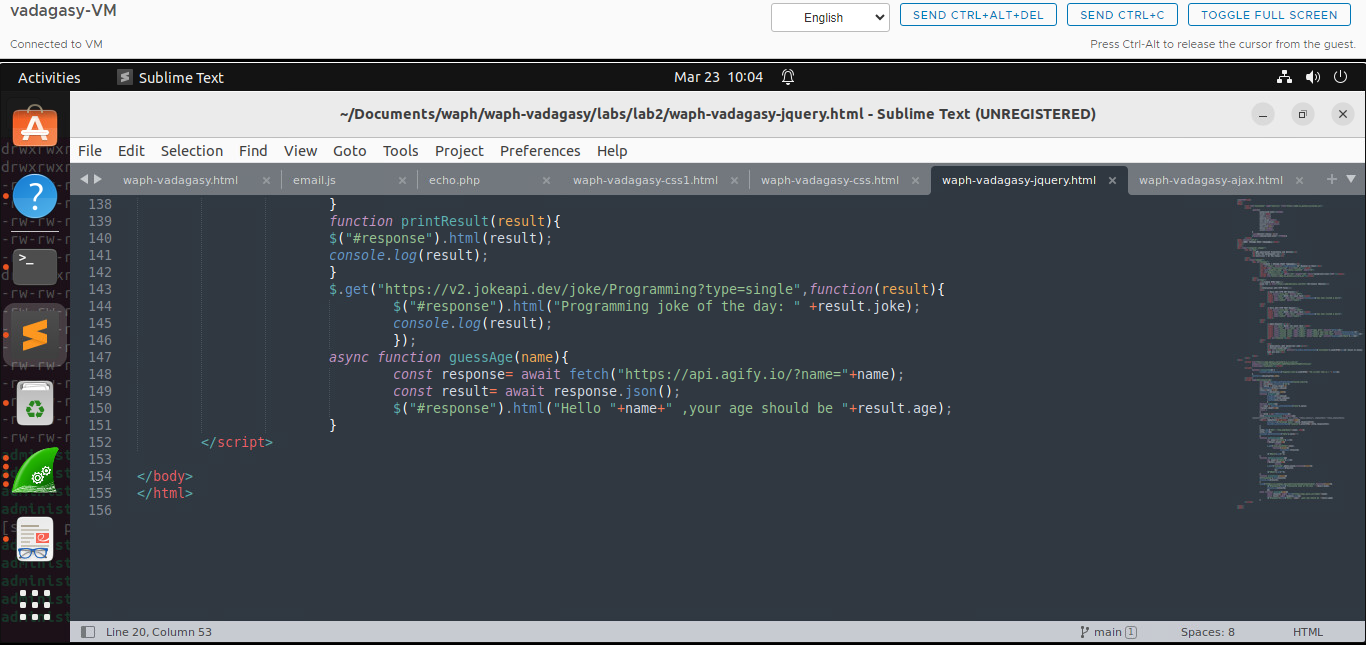 vadagasy-VM
English
SEND CTRL+ALT+DEL
SEND CTRL+C
TOGGLE FULL SCREEN
Connected to VM
Press Ctrl-Alt to release the cursor from the guest.
Activities
Sublime Text
Mar 23 10:04
~/Documents/waph/waph-vadagasy/labs/lab2/waph-vadagasy-jquery.html - Sublime Text (UNREGISTERED)
File Edit Selection Find View Goto Tools Project Preferences Help
waph-vadagasy.html × email.js × echo.php × waph-vadagasy-css1.html × waph-vadagasy-css.html × waph-vadagasy-jquery.html × waph-vadagasy-ajax.html ×
138 }
139 function printResult(result){
140 $("#response").html(result);
141 console.log(result);
142 }
143 $.get("https://v2.jokeapi.dev/joke/Programming?type=single",function(result){
144 $("#response").html("Programming joke of the day: " +result.joke);
145 console.log(result);
146 });
147 async function guessAge(name){
148 const response= await fetch("https://api.agify.io/?name="+name);
149 const result= await response.json();
150 $("#response").html("Hello "+name+" ,your age should be "+result.age);
151 }
152 </script>
153
154 </body>
155 </html>
156
Line 20, Column 53
main 1
Spaces: 8
HTML